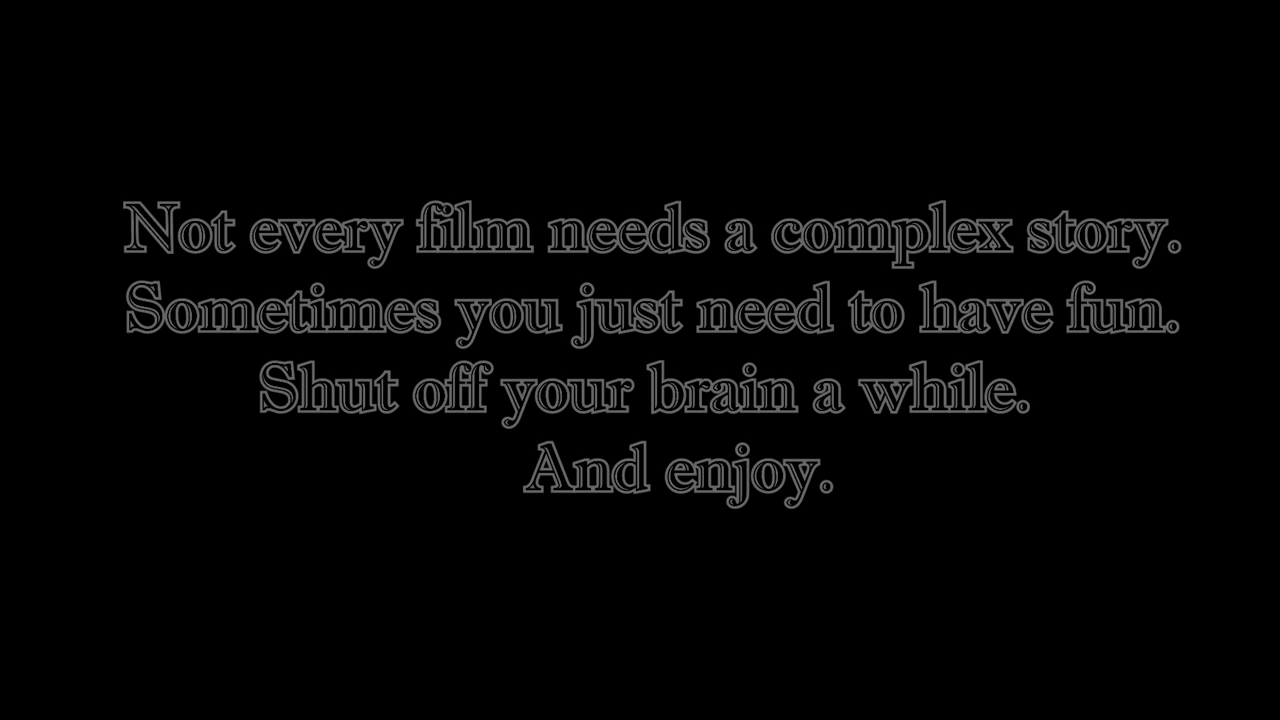 Not every film needs a complex story.
Sometimes you just need to have fun.
Shut off your brain a while.
And enjoy.